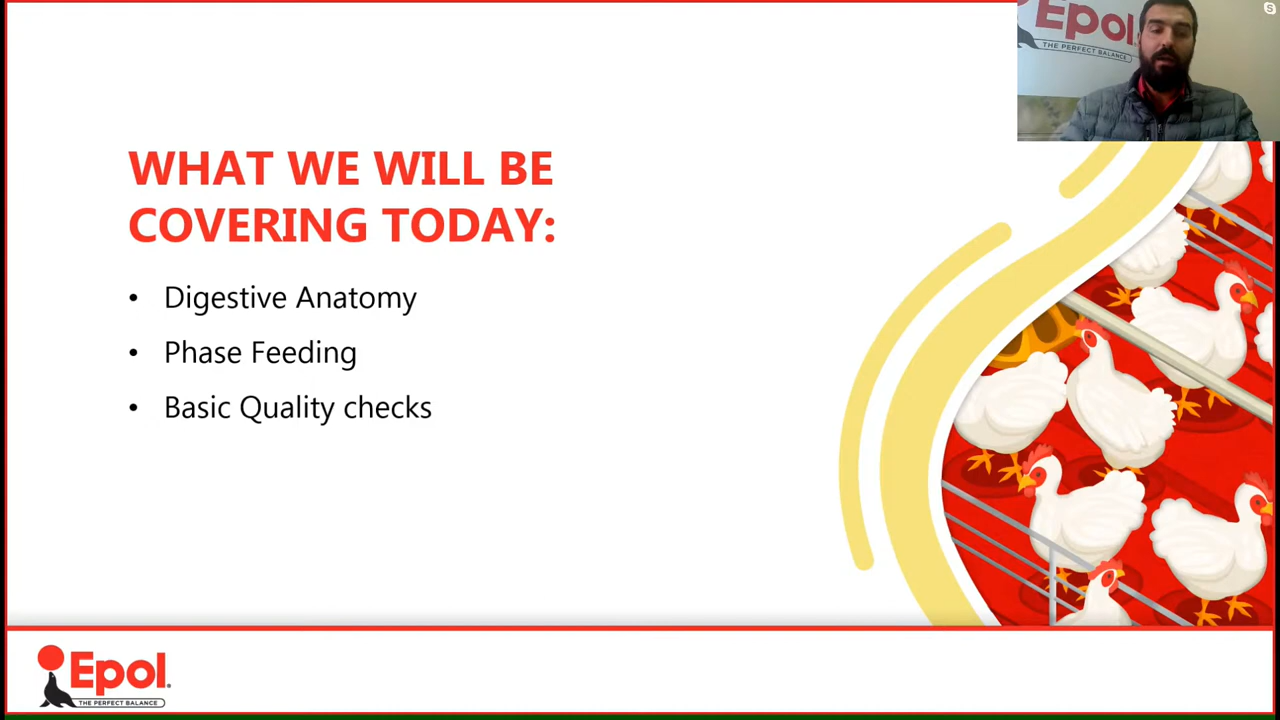 Epol
THE PERFECT BALANCE
S
WHAT WE WILL BE
COVERING TODAY:
• Digestive Anatomy
• Phase Feeding
• Basic Quality checks
Epol®
THE PERFECT BALANCE